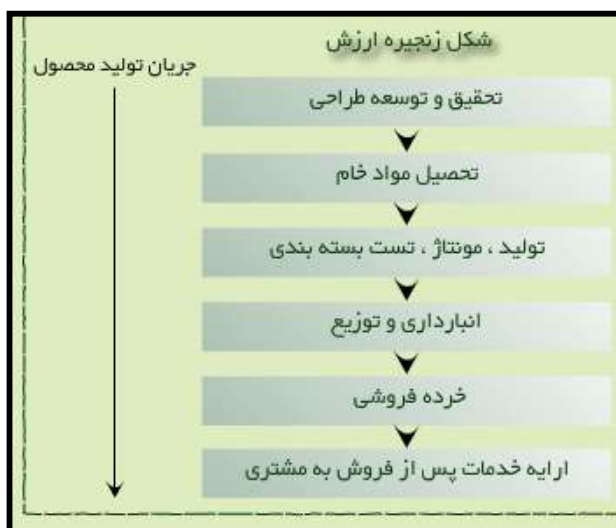 شکل زنجیره ارزش
جریان تولید محصول
تحقیق و توسعه طراحی
تحصیل مواد خام
تولید ، مونتاژ ، تست بسته بندی
انبارداری و توزیع
خرده فروشی
ارایه خدمات پس از فروش به مشتری